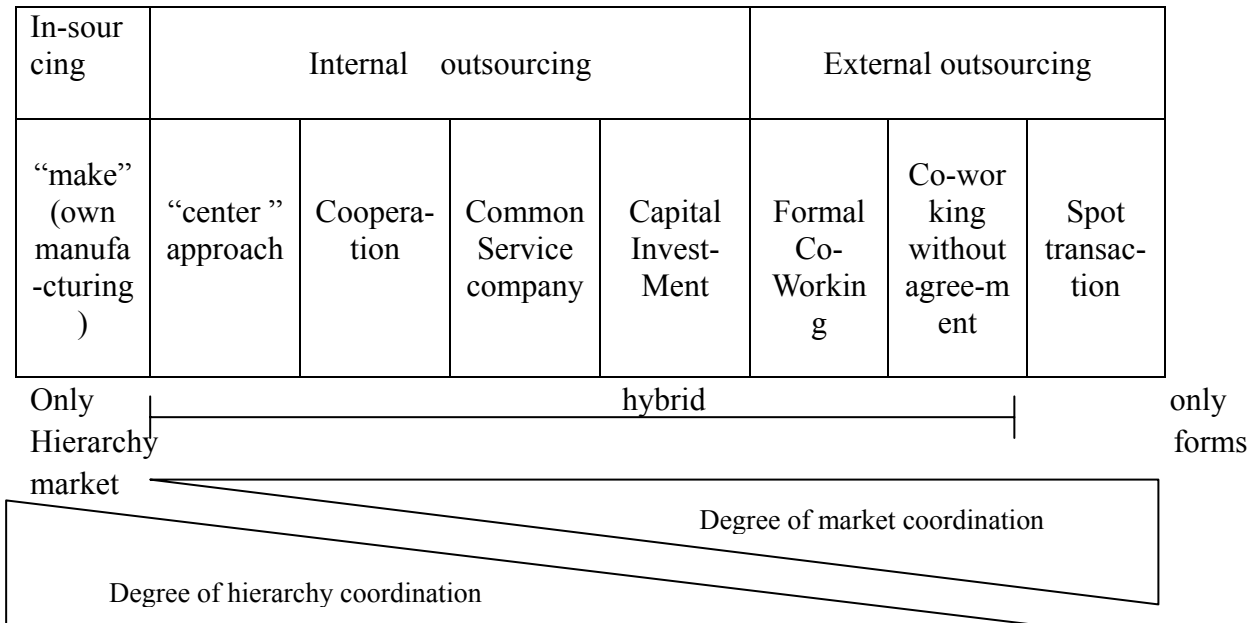 In-sour
cing
Internal outsourcing
External outsourcing
“make”
(own
manufa
-cturing
)
“center ”
approach
Coopera-
tion
Common
Service
company
Capital
Invest-
Ment
Formal
Co-
Workin
g
Co-wor
king
without
agree-m
ent
Spot
transac-
tion
Only hybrid only
Hierarchy forms
market
Degree of market coordination
Degree of hierarchy coordination